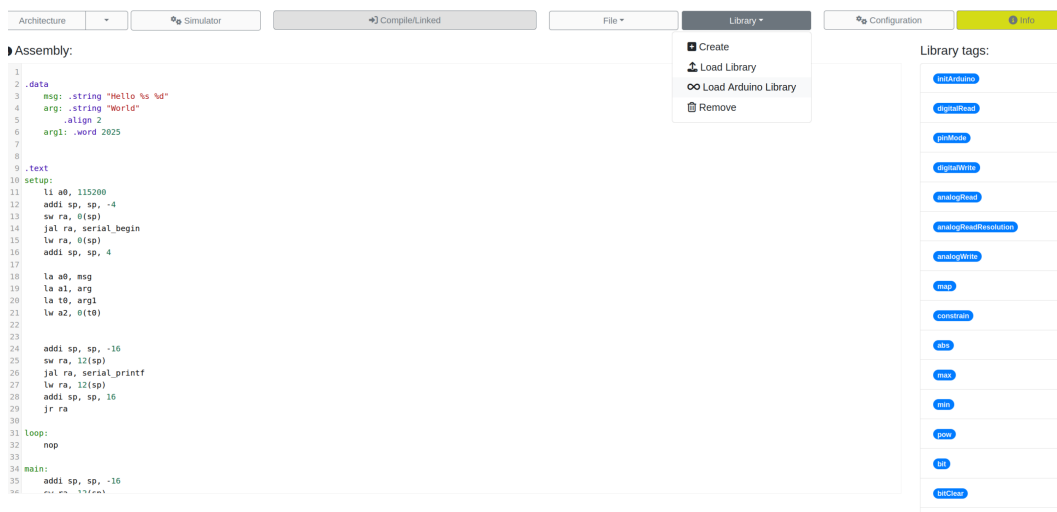 Architecture
Simulator
Compile/Linked
File
Library
Configuration
Info
Create
Load Library
Load Arduino Library
Remove
Assembly:
1
2 .data
3 msg: .string "Hello %s %d"
4 arg: .string "World"
5 .align 2
6 arg1: .word 2025
7
8
9 .text
10 setup:
11 li a0, 115200
12 addi sp, sp, -4
13 sw ra, 0(sp)
14 jal ra, serial_begin
15 lw ra, 0(sp)
16 addi sp, sp, 4
17
18 la a0, msg
19 la a1, arg
20 la t0, arg1
21 lw a2, 0(t0)
22
23
24 addi sp, sp, -16
25 sw ra, 12(sp)
26 jal ra, serial_printf
27 lw ra, 12(sp)
28 addi sp, sp, 16
29 jr ra
30
31 loop:
32 nop
33
34 main:
35 addi sp, sp, -16
36 sw ra, 12(sp)
Library tags:
initArduino
digitalRead
pinMode
digitalWrite
analogRead
analogReadResolution
analogWrite
map
constrain
abs
max
min
pow
bit
bitClear